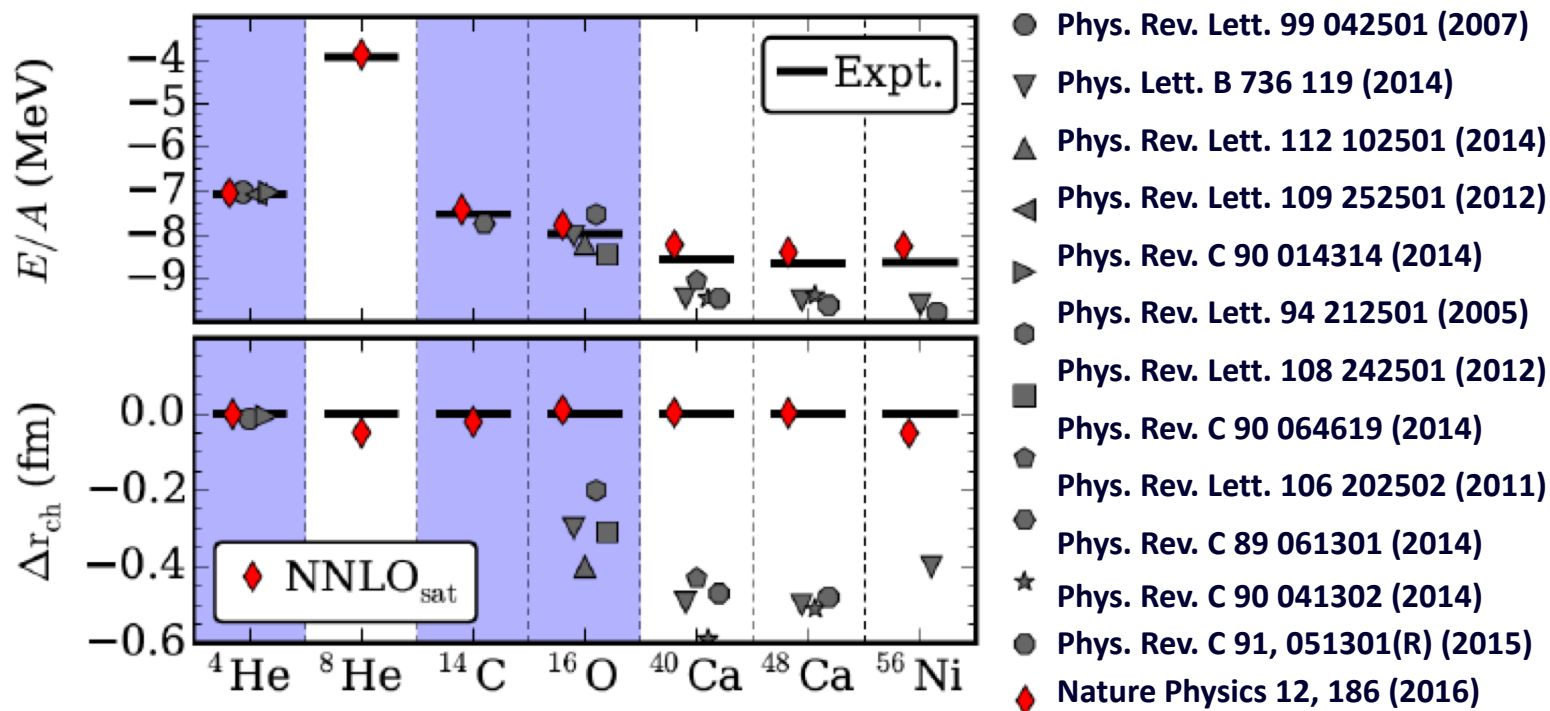 E/A (MeV)
−4
−5
−6
−7
−8
−9
Expt.
Δr_ch (fm)
0.0
−0.2
−0.4
−0.6
NNLO_sat
⁴He ⁸He ¹⁴C ¹⁶O ⁴⁰Ca ⁴⁸Ca ⁵⁶Ni
Phys. Rev. Lett. 99 042501 (2007)
Phys. Lett. B 736 119 (2014)
Phys. Rev. Lett. 112 102501 (2014)
Phys. Rev. Lett. 109 252501 (2012)
Phys. Rev. C 90 014314 (2014)
Phys. Rev. Lett. 94 212501 (2005)
Phys. Rev. Lett. 108 242501 (2012)
Phys. Rev. C 90 064619 (2014)
Phys. Rev. Lett. 106 202502 (2011)
Phys. Rev. C 89 061301 (2014)
Phys. Rev. C 90 041302 (2014)
Phys. Rev. C 91, 051301(R) (2015)
Nature Physics 12, 186 (2016)